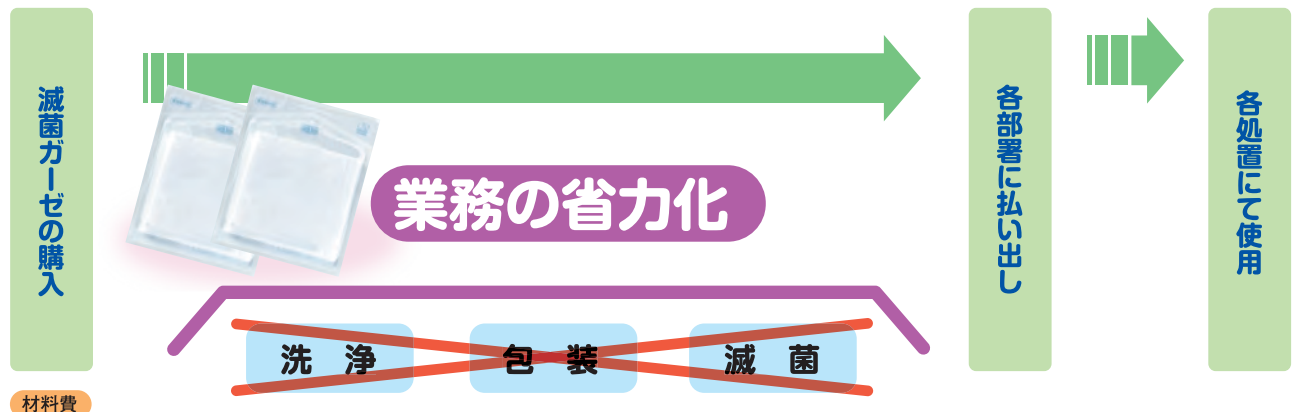 滅菌ガーゼの購入
業務の省力化
洗 浄
包 装
滅 菌
各部署に払い出し
各処置にて使用
材料費